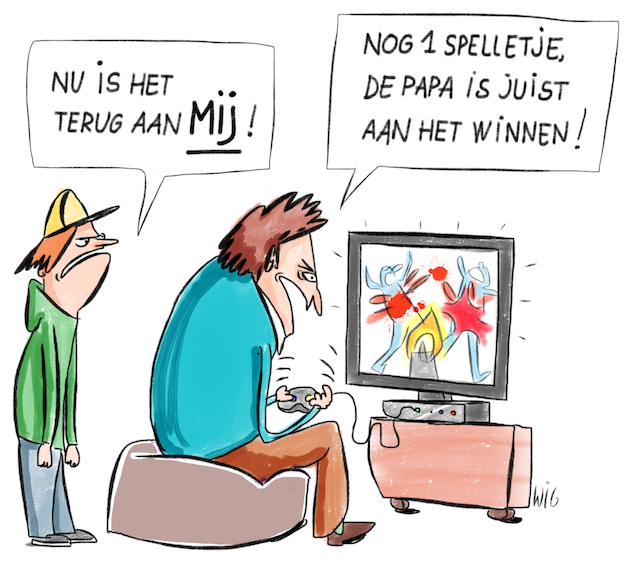 NU IS HET
TERUG AAN MIJ!
NOG 1 SPELLETJE,
DE PAPA IS JUIST
AAN HET WINNEN!
WIG